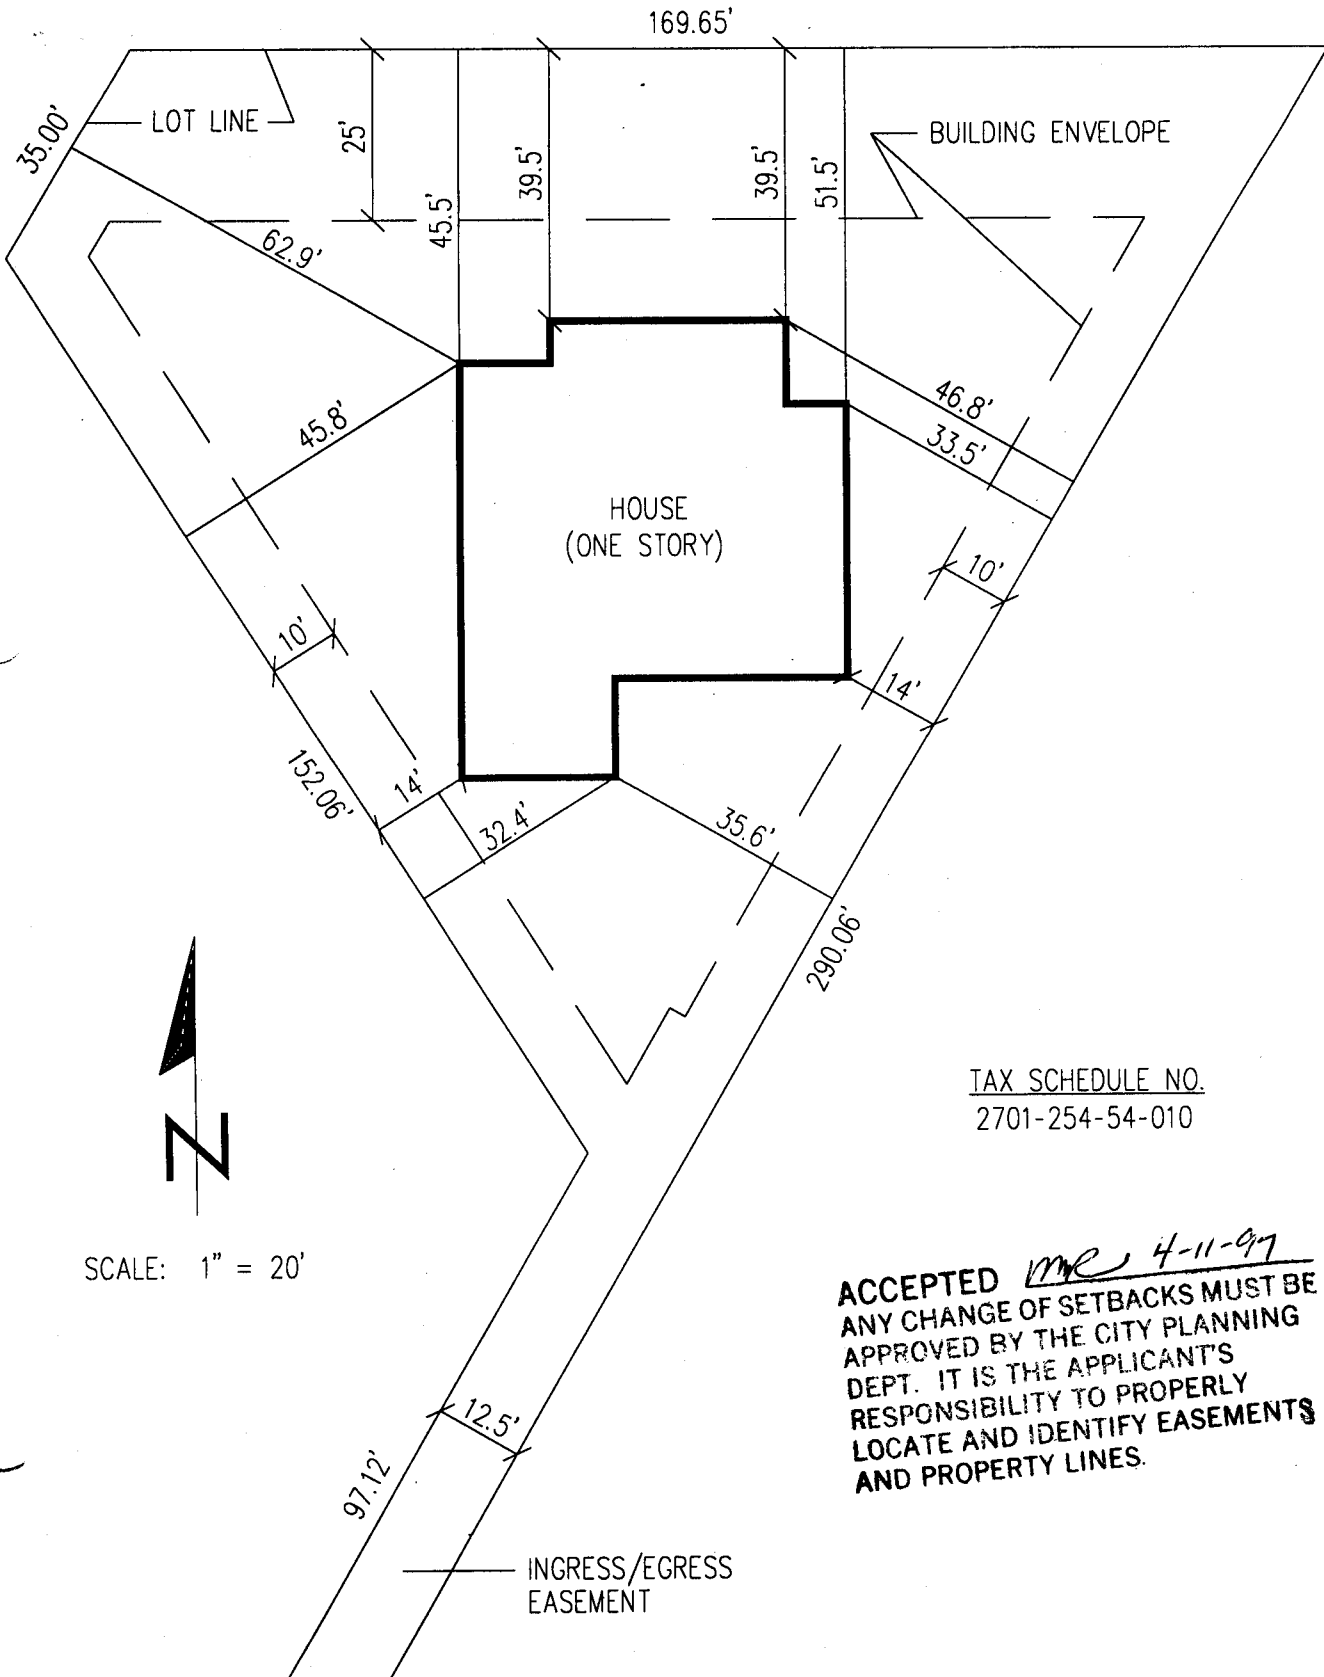 169.65'
35.00'
LOT LINE
25'
45.5'
39.5'
39.5'
51.5'
BUILDING ENVELOPE
62.9'
45.8'
46.8'
33.5'
HOUSE
(ONE STORY)
10'
10'
14'
152.06'
14'
32.4'
35.6'
290.06'
TAX SCHEDULE NO.
2701-254-54-010
N
SCALE: 1" = 20'
ACCEPTED 4-11-97
ANY CHANGE OF SETBACKS MUST BE
APPROVED BY THE CITY PLANNING
DEPT. IT IS THE APPLICANT'S
RESPONSIBILITY TO PROPERLY
LOCATE AND IDENTIFY EASEMENTS
AND PROPERTY LINES.
12.5'
97.12'
INGRESS/EGRESS
EASEMENT